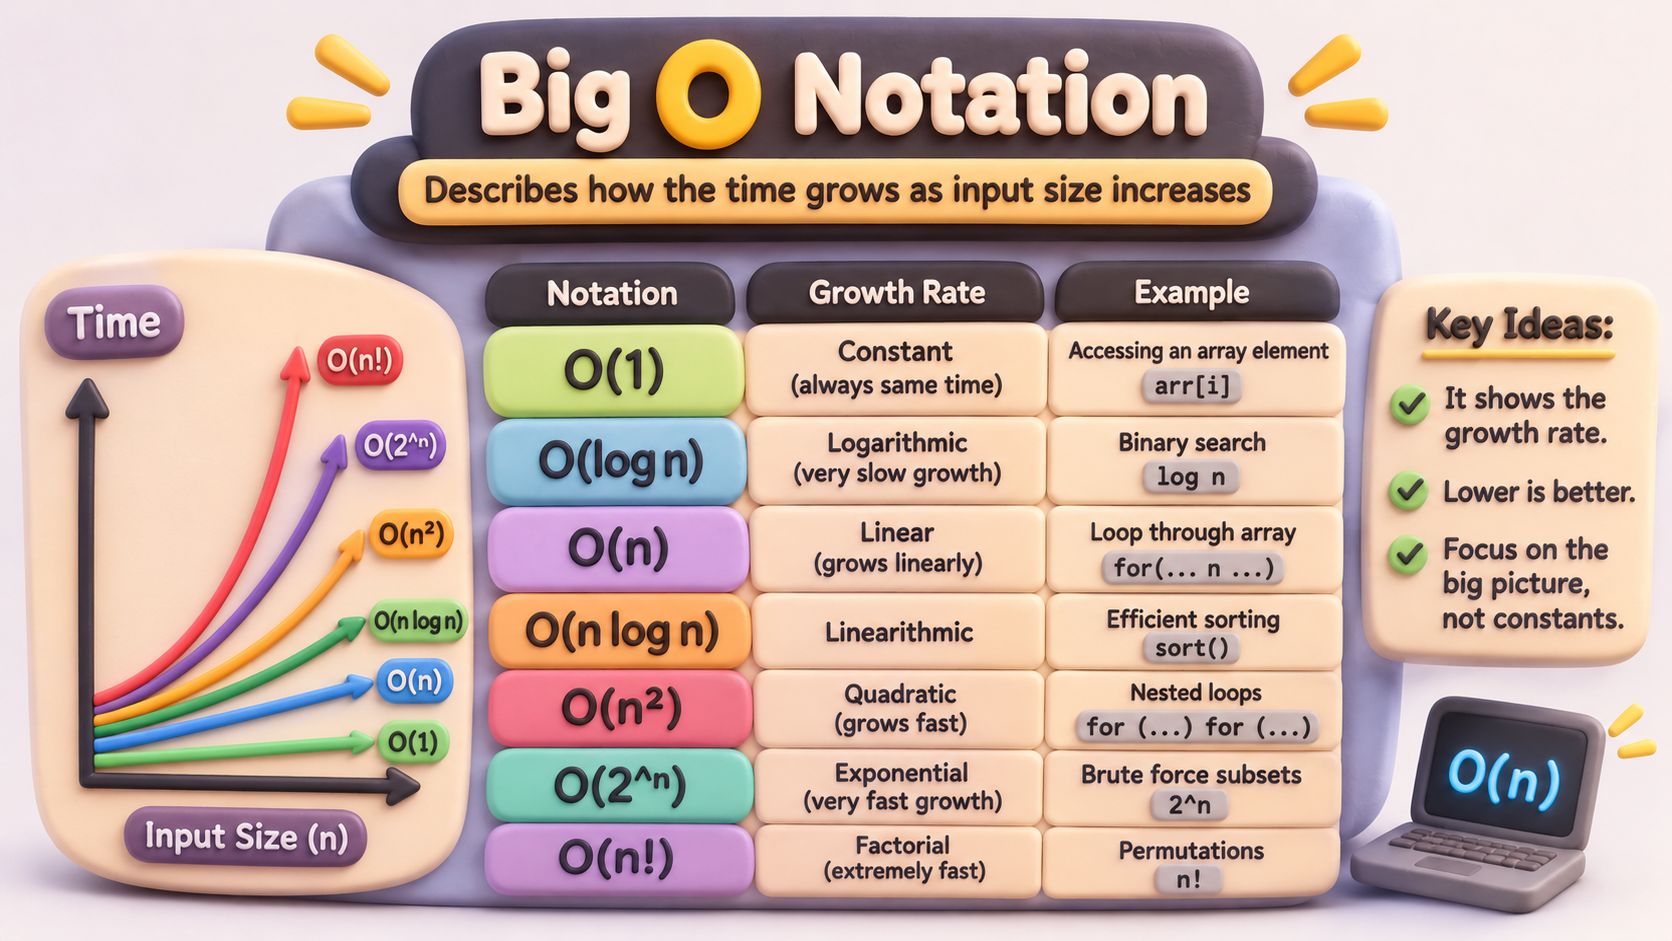 Big O Notation
Describes how the time grows as input size increases
Time
O(n!)
O(2^ⁿ)
O(n²)
O(n log n)
O(n)
O(1)
Input Size (n)
Notation
Growth Rate
Example
O(1)
Constant
(always same time)
Accessing an array element
arr[i]
O(log n)
Logarithmic
(very slow growth)
Binary search
log n
O(n)
Linear
(grows linearly)
Loop through array
for(... n ...)
O(n log n)
Linearithmic
Efficient sorting
sort()
O(n²)
Quadratic
(grows fast)
Nested loops
for (...) for (...)
O(2^ⁿ)
Exponential
(very fast growth)
Brute force subsets
2^n
O(n!)
Factorial
(extremely fast)
Permutations
n!
Key Ideas:
It shows the
growth rate.
Lower is better.
Focus on the
big picture,
not constants.
O(n)